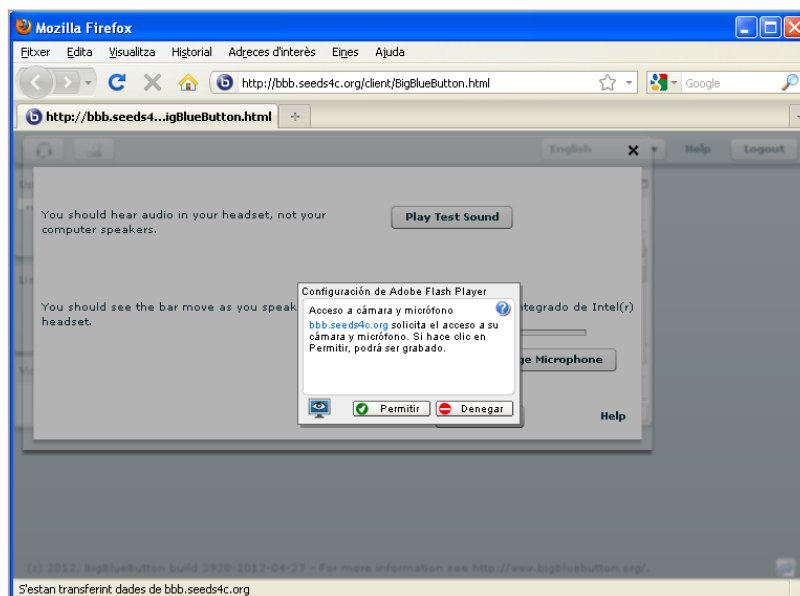 Mozilla Firefox
Fitxer Edita Visualitza Historial Adreces d'interès Eines Ajuda
http://bbb.seeds4c.org/client/BigBlueButton.html Google
http://bbb.seeds4...igBlueButton.html
English Help Logout
You should hear audio in your headset, not your
computer speakers.
Play Test Sound
Configuración de Adobe Flash Player
Acceso a cámara y micrófono
bbb.seeds4c.org solicita el acceso a su
cámara y micrófono. Si hace clic en
Permitir, podrá ser grabado.
Permitir Denegar
You should see the bar move as you speak
headset.
ntegrado de Intel(r)
Microphone
Help
(c) 2012, BigBlueButton build 3928-2012-04-27 - For more information see http://www.bigbluebutton.org/.
S'estan transferint dades de bbb.seeds4c.org